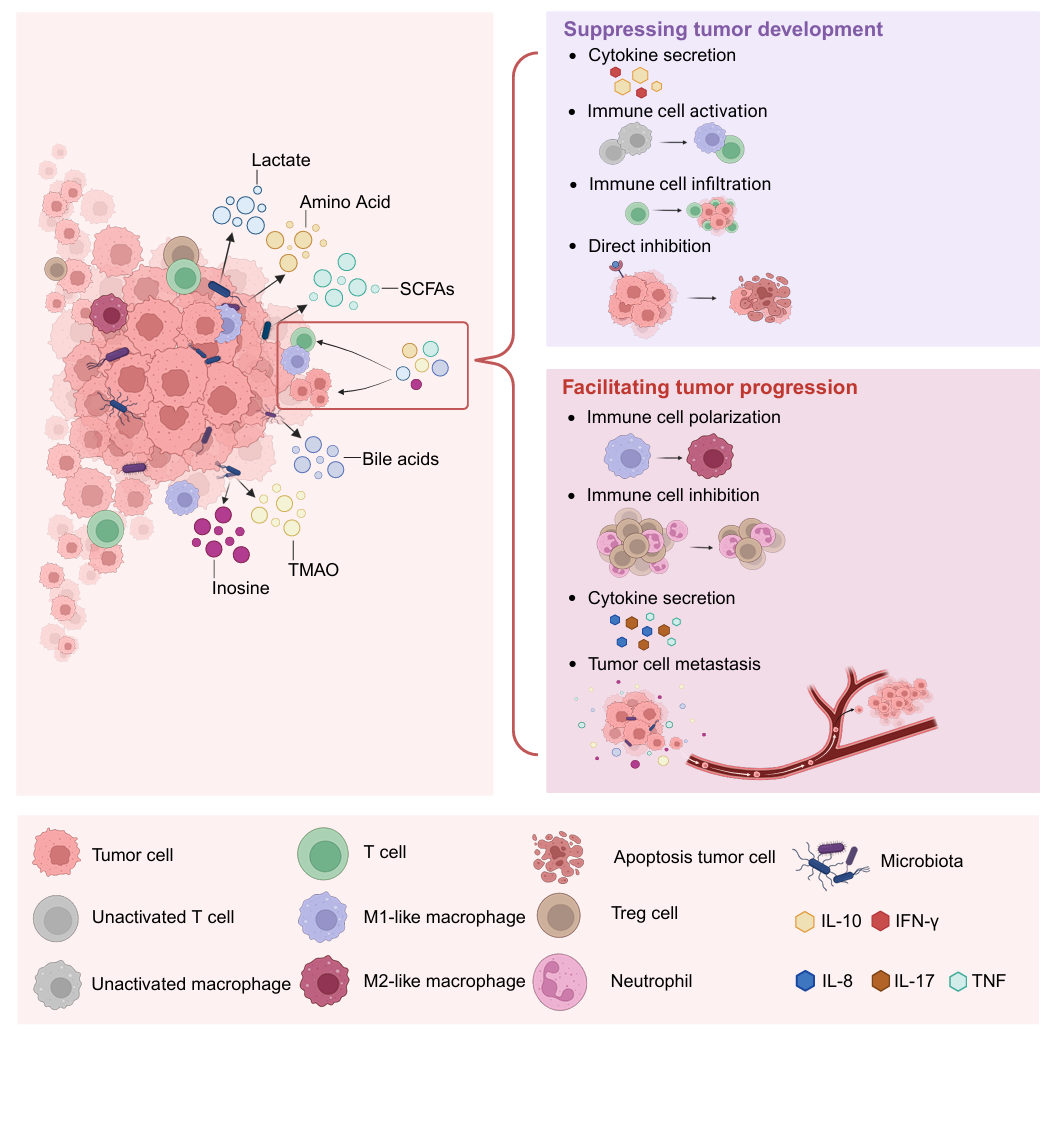 Lactate
Amino Acid
SCFAs
Bile acids
TMAO
Inosine
Suppressing tumor development
• Cytokine secretion
• Immune cell activation
• Immune cell infiltration
• Direct inhibition
Facilitating tumor progression
• Immune cell polarization
• Immune cell inhibition
• Cytokine secretion
• Tumor cell metastasis
Tumor cell
T cell
Apoptosis tumor cell
Microbiota
Unactivated T cell
M1-like macrophage
Treg cell
IL-10
IFN-γ
Unactivated macrophage
M2-like macrophage
Neutrophil
IL-8
IL-17
TNF